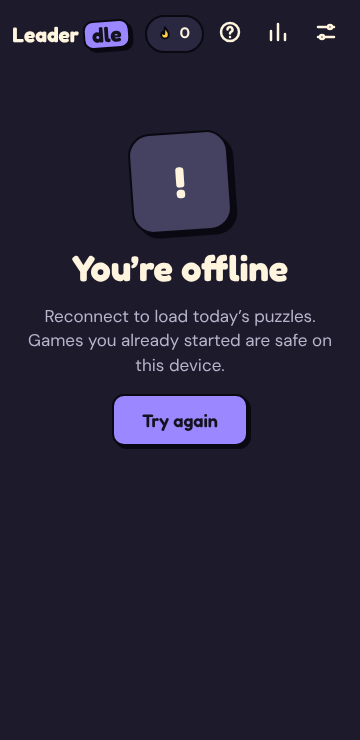 Leader dle 0
!
You’re offline
Reconnect to load today’s puzzles.
Games you already started are safe on
this device.
Try again